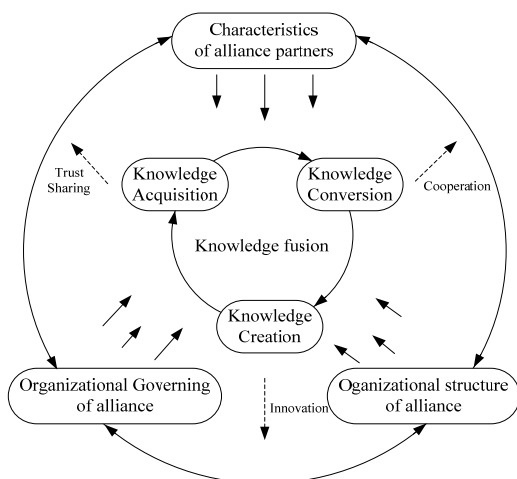 Characteristics
of alliance partners
Trust
Sharing
Knowledge
Acquisition
Knowledge
Conversion
Cooperation
Knowledge fusion
Knowledge
Creation
Organizational Governing
of alliance
Innovation
Oganizational structure
of alliance